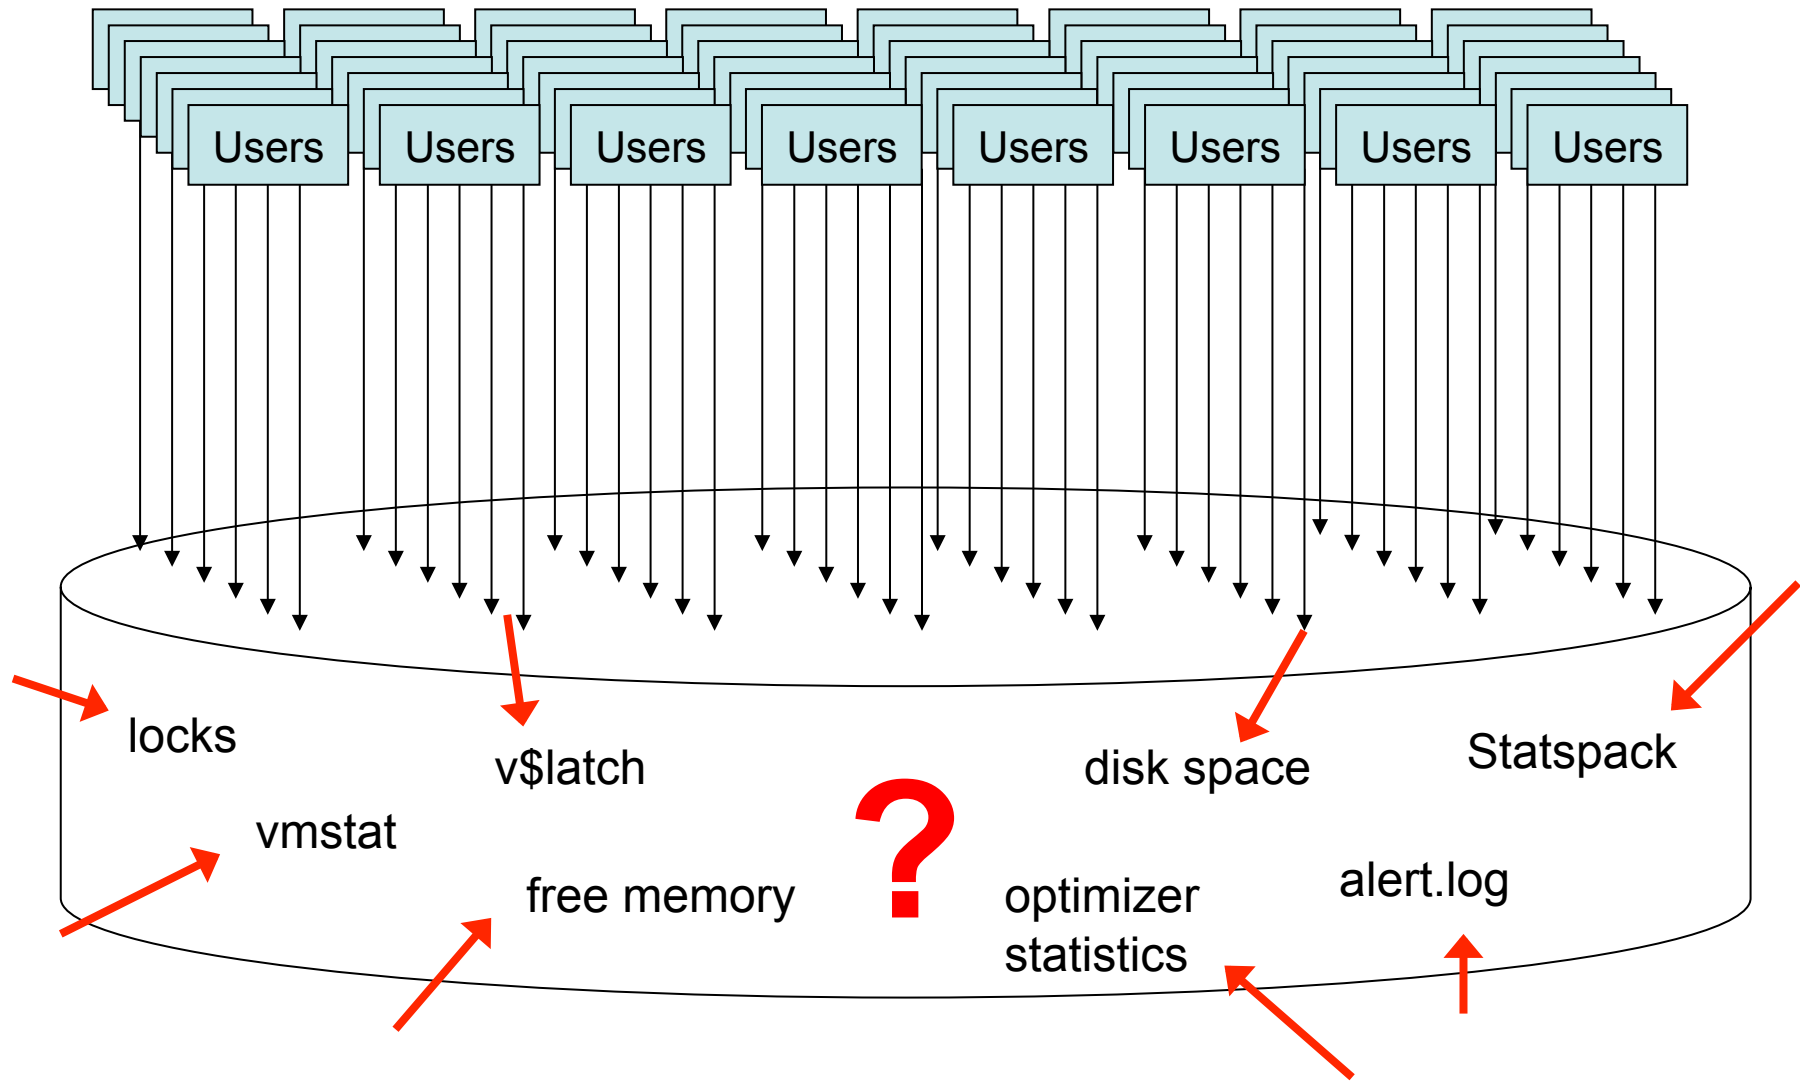 Users Users Users Users Users Users Users Users
locks
v$latch
disk space
Statspack
vmstat
?
free memory
optimizer
statistics
alert.log